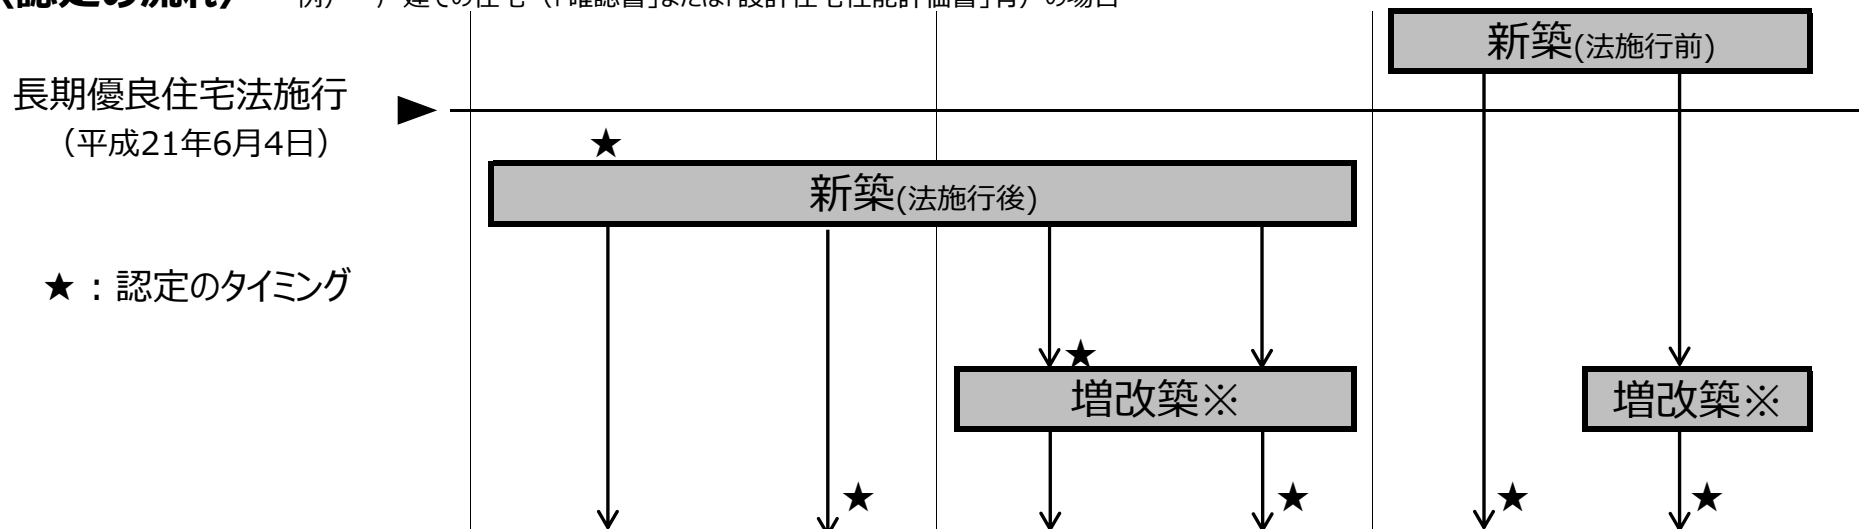 新築(法施行前)
長期優良住宅法施行
（平成21年6月4日）
★
新築(法施行後)
★：認定のタイミング
★
増改築※
増改築※
★
★
★
★